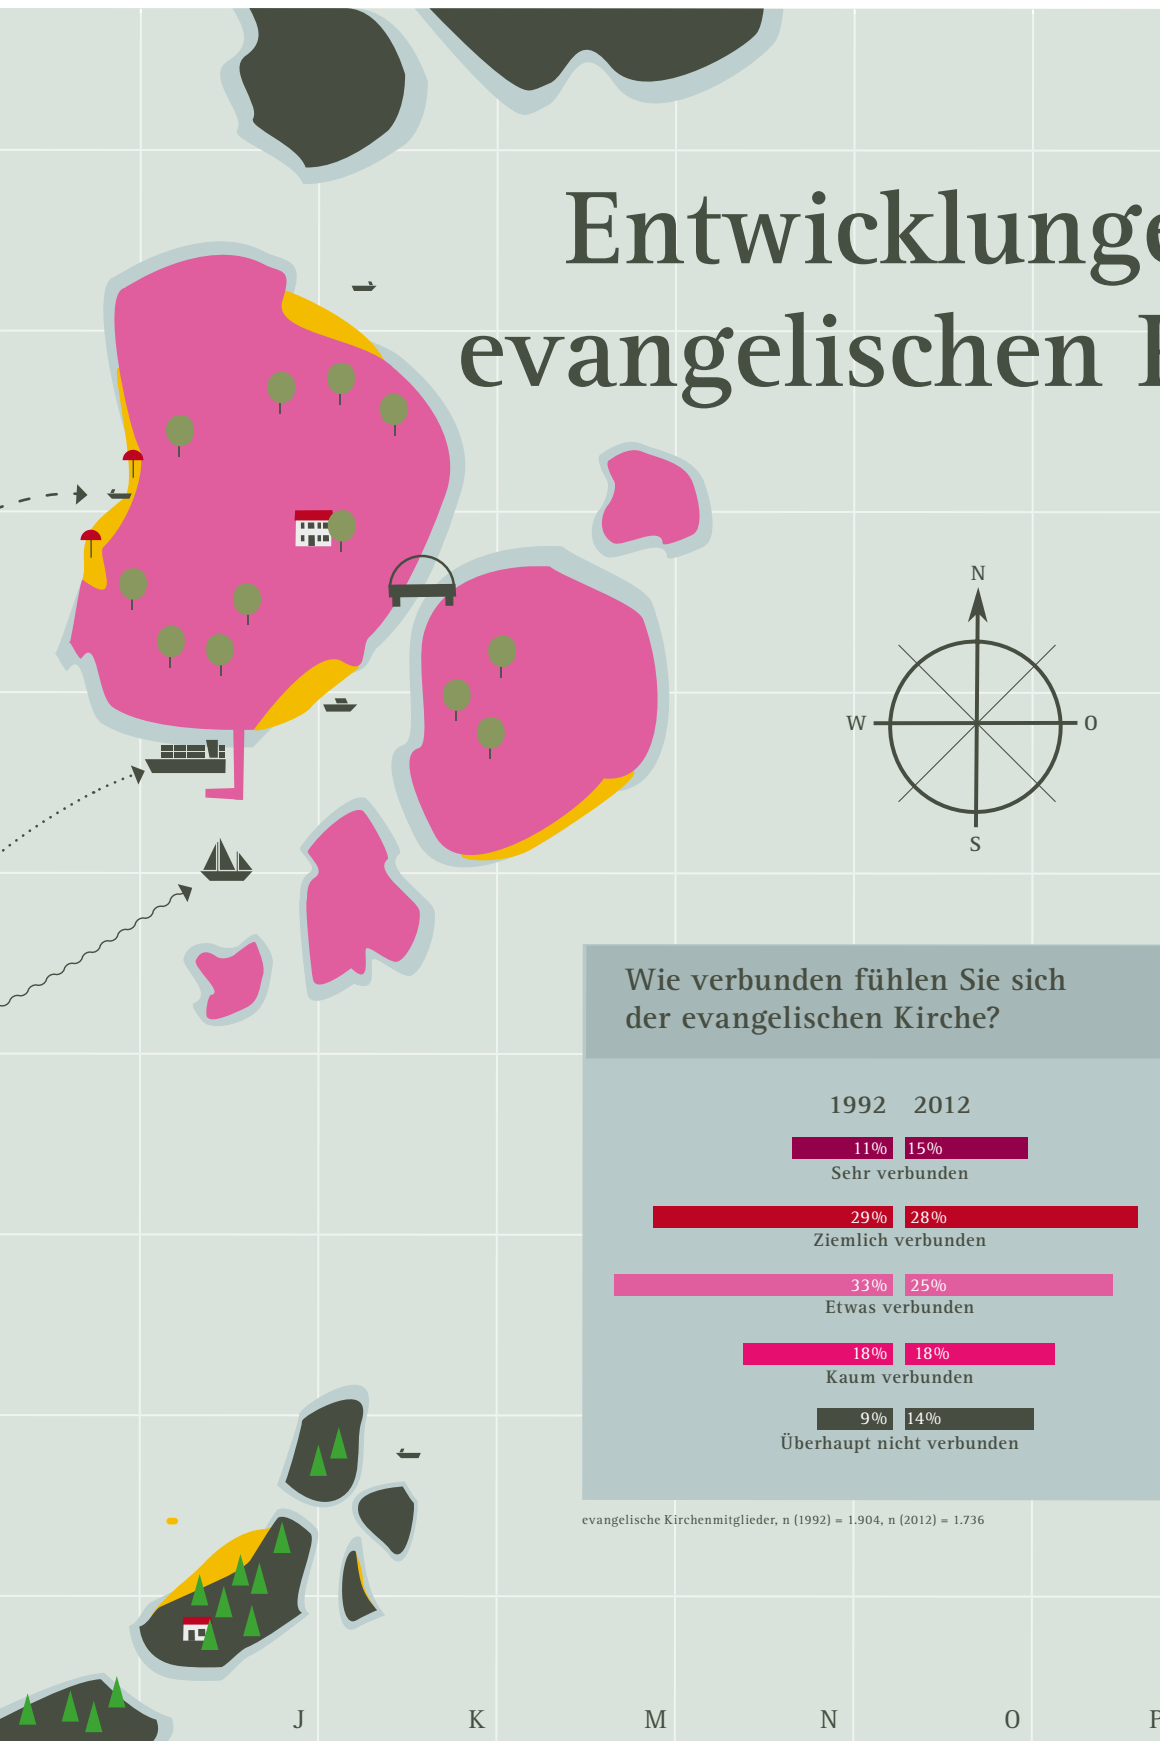 Entwicklunge
evangelischen
N
W
O
S
Wie verbunden fühlen Sie sich
der evangelischen Kirche?
1992 2012
11% 15%
Sehr verbunden
29% 28%
Ziemlich verbunden
33% 25%
Etwas verbunden
18% 18%
Kaum verbunden
9% 14%
Überhaupt nicht verbunden
evangelische Kirchenmitglieder, n (1992) = 1.904, n (2012) = 1.736
J K M N O P